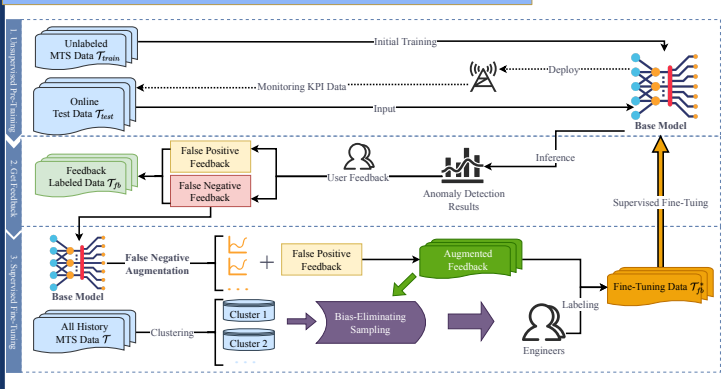 1. Unsupervised Pre-Training
Unlabeled
MTS Data 𝒯train
Initial Training
Deploy
Monitoring KPI Data
Online
Test Data 𝒯test
Input
Base Model
2. Get Feedback
Feedback
Labeled Data 𝒯fb
False Positive
Feedback
False Negative
Feedback
User Feedback
Anomaly Detection
Results
Inference
Supervised Fine-Tuing
3. Supervised Fine-Tuning
Base Model
False Negative
Augmentation
. . .
+
False Positive
Feedback
Augmented
Feedback
Fine-Tuning Data 𝒯*fb
Labeling
All History
MTS Data 𝒯
Clustering
Cluster 1
Cluster 2
. . .
Bias-Eliminating
Sampling
Engineers